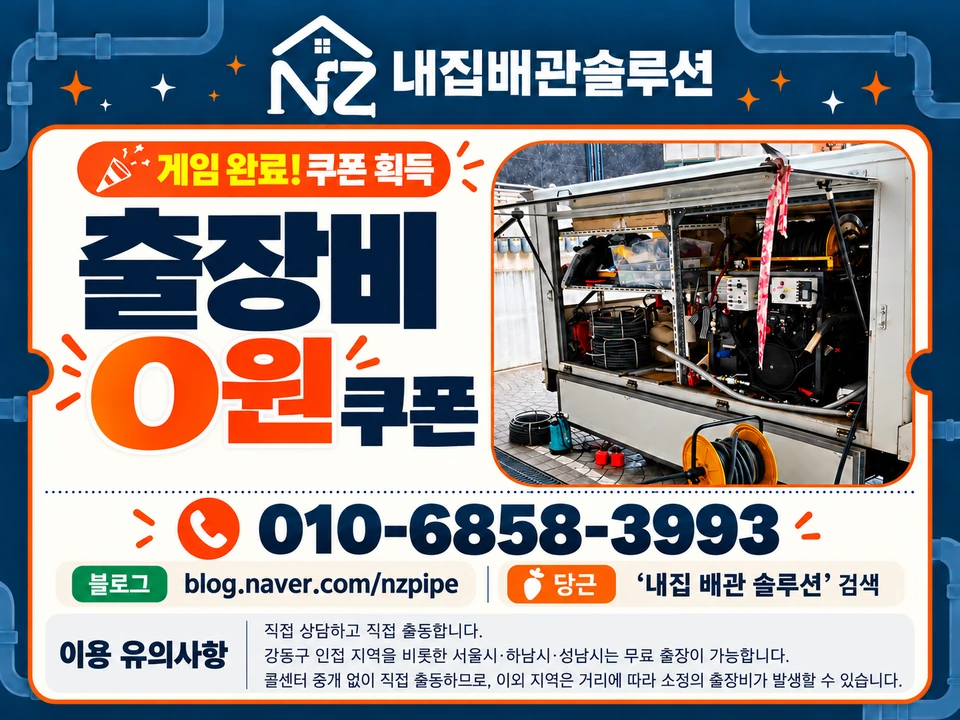 NfZ 내집배관솔루션
게임 완료! 쿠폰 획득
출장비
0원 쿠폰
010-6858-3993
블로그 blog.naver.com/nzpipe 당근 '내집 배관 솔루션' 검색
이용 유의사항
직접 상담하고 직접 출동합니다.
강동구 인접 지역을 비롯한 서울시·하남시·성남시는 무료 출장이 가능합니다.
콜센터 중개 없이 직접 출동하므로, 이외 지역은 거리에 따라 소정의 출장비가 발생할 수 있습니다.